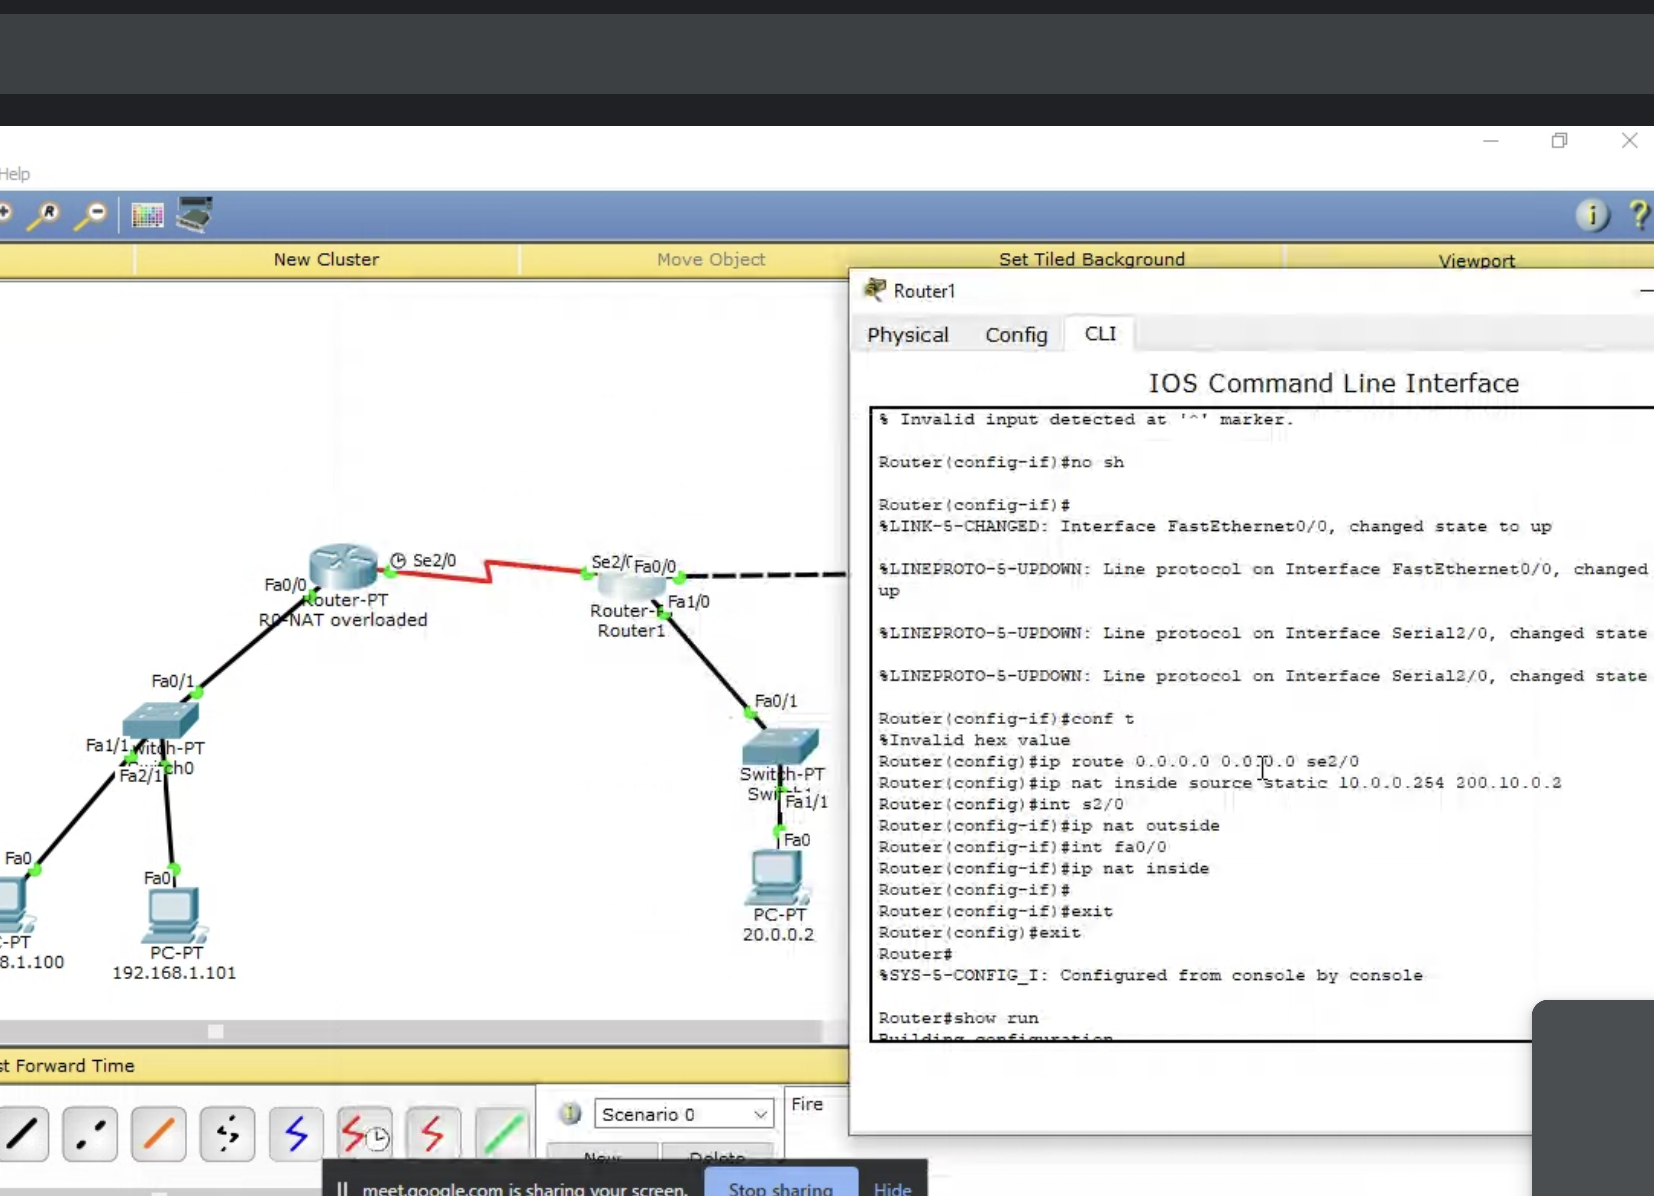 Help
New Cluster
Move Object
Set Tiled Background
Viewport
Router1
Physical
Config
CLI
IOS Command Line Interface
% Invalid input detected at '^' marker.
Router(config-if)#no sh
Router(config-if)#
%LINK-5-CHANGED: Interface FastEthernet0/0, changed state to up
%LINEPROTO-5-UPDOWN: Line protocol on Interface FastEthernet0/0, changed
up
%LINEPROTO-5-UPDOWN: Line protocol on Interface Serial2/0, changed state
%LINEPROTO-5-UPDOWN: Line protocol on Interface Serial2/0, changed state
Router(config-if)#conf t
%Invalid hex value
Router(config)#ip route 0.0.0.0 0.0.0.0 se2/0
Router(config)#ip nat inside source static 10.0.0.254 200.10.0.2
Router(config)#int s2/0
Router(config-if)#ip nat outside
Router(config-if)#int fa0/0
Router(config-if)#ip nat inside
Router(config-if)#
Router(config-if)#exit
Router(config)#exit
Router#
%SYS-5-CONFIG_I: Configured from console by console
Router#show run
Building configuration
Se2/0
Fa0/0
Router-PT
R0-NAT overloaded
Fa0/0
Fa1/0
Router1
Fa0/1
Fa1/1
Fa2/1
Fa0
Fa0
PC-PT
8.1.100
PC-PT
192.168.1.101
Fa0/1
Switch-PT
Fa1/1
Fa0
PC-PT
20.0.0.2
Forward Time
Scenario 0
Fire
New
Delete
meet.google.com is sharing your screen.
Stop sharing
Hide